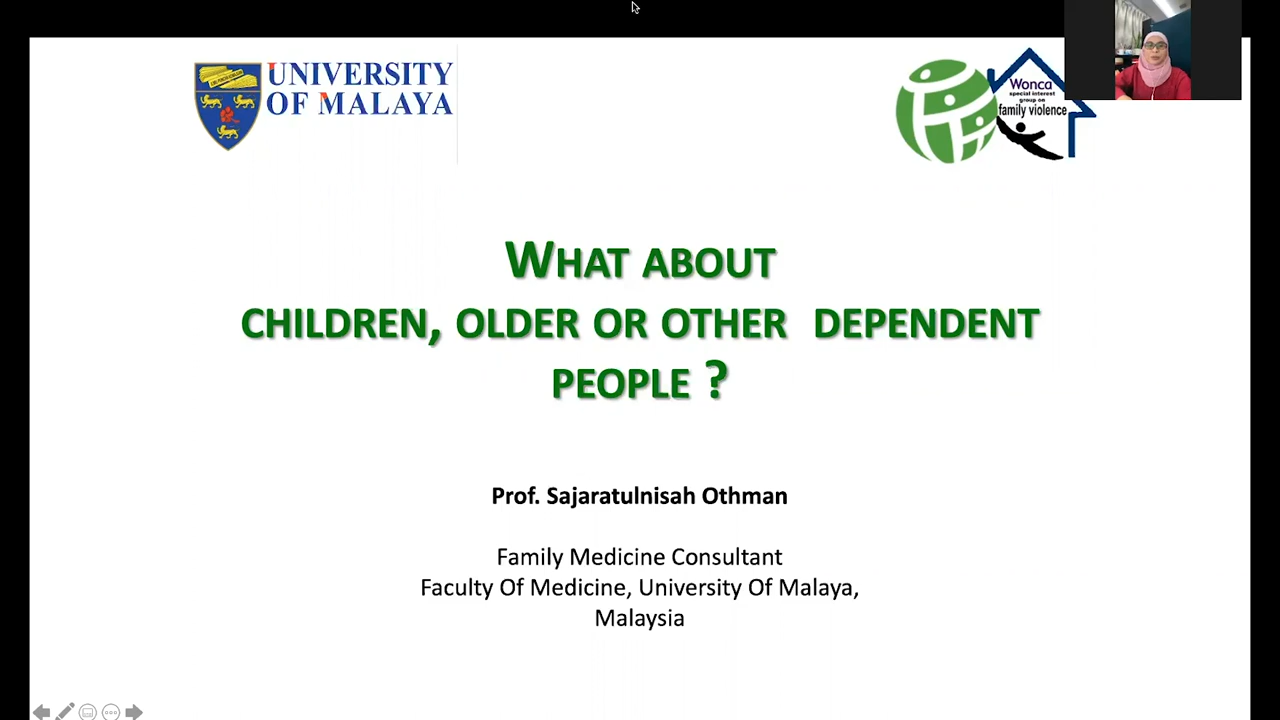 UNIVERSITY
OF MALAYA
Wonca
special interest
group on
family violence
WHAT ABOUT
CHILDREN, OLDER OR OTHER DEPENDENT
PEOPLE ?
Prof. Sajaratulnisah Othman
Family Medicine Consultant
Faculty Of Medicine, University Of Malaya,
Malaysia